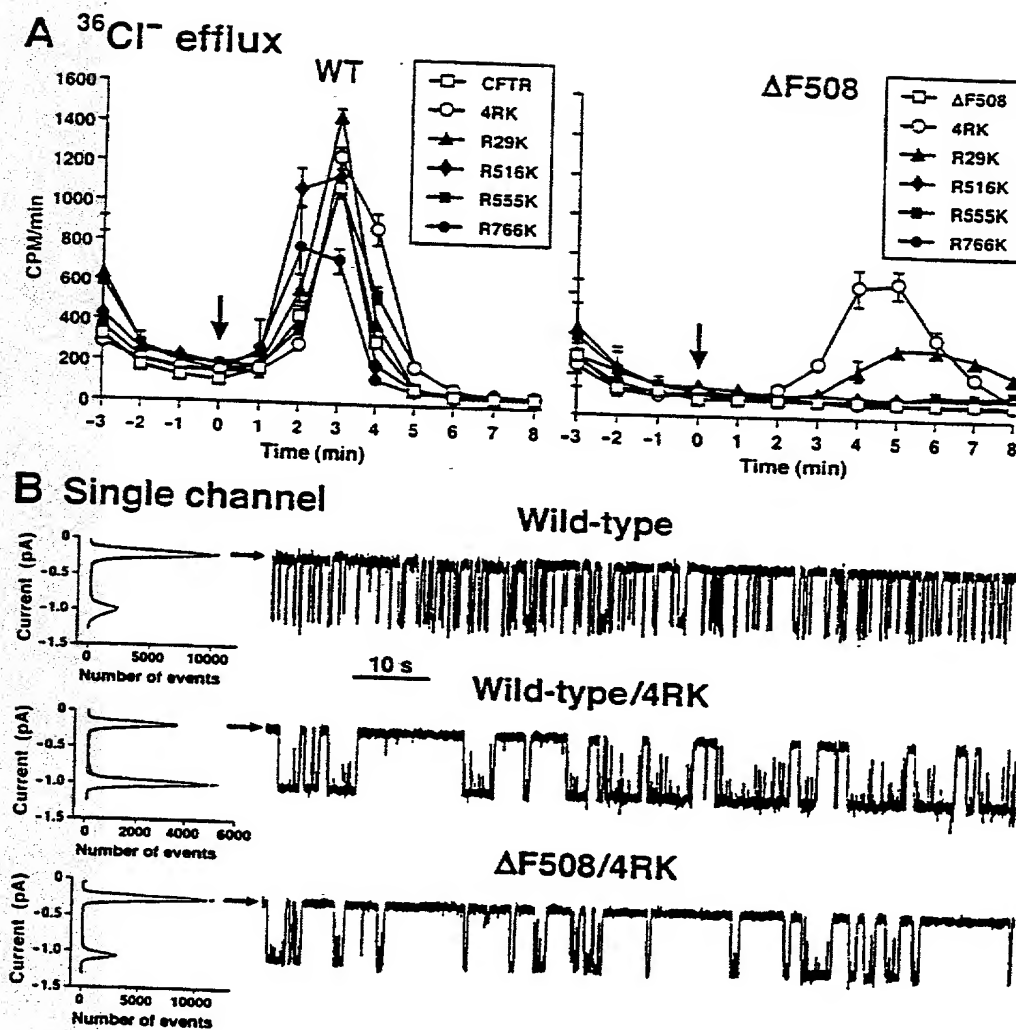 A ³⁶Cl⁻ efflux
WT
CFTR
4RK
R29K
R516K
R555K
R766K
CPM/min
1600
1400
1200
1000
800
600
400
200
0
-3 -2 -1 0 1 2 3 4 5 6 7 8
Time (min)
ΔF508
ΔF508
4RK
R29K
R516K
R555K
R766K
-3 -2 -1 0 1 2 3 4 5 6 7 8
Time (min)
B Single channel
Wild-type
Current (pA)
0
-0.5
-1.0
-1.5
0 5000 10000
Number of events
10 s
Wild-type/4RK
Current (pA)
0
-0.5
-1.0
-1.5
0 2000 4000 6000
Number of events
ΔF508/4RK
Current (pA)
0
-0.5
-1.0
-1.5
0 5000 10000
Number of events